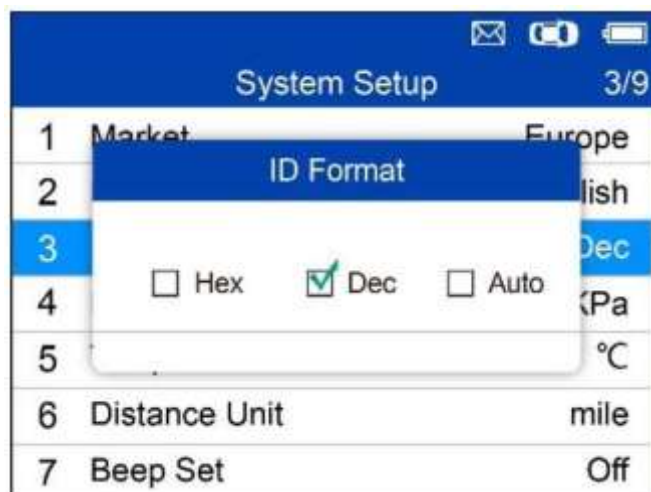 System Setup 3/9
1 Market Europe
ID Format
2 lish
3 Dec
Hex Dec Auto
4 KPa
5 ℃
6 Distance Unit mile
7 Beep Set Off